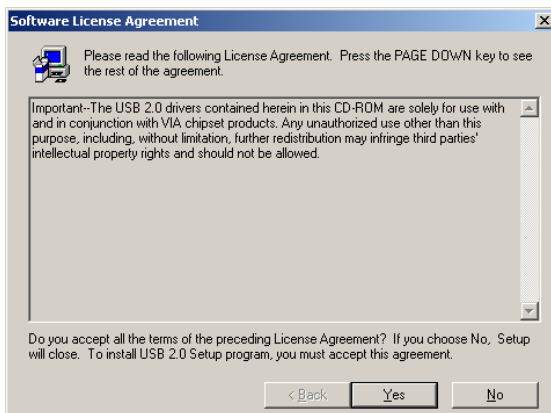 Software License Agreement
Please read the following License Agreement. Press the PAGE DOWN key to see
the rest of the agreement.
Important--The USB 2.0 drivers contained herein in this CD-ROM are solely for use with
and in conjunction with VIA chipset products. Any unauthorized use other than this
purpose, including, without limitation, further redistribution may infringe third parties'
intellectual property rights and should not be allowed.
Do you accept all the terms of the preceding License Agreement? If you choose No, Setup
will close. To install USB 2.0 Setup program, you must accept this agreement.
< Back
Yes
No